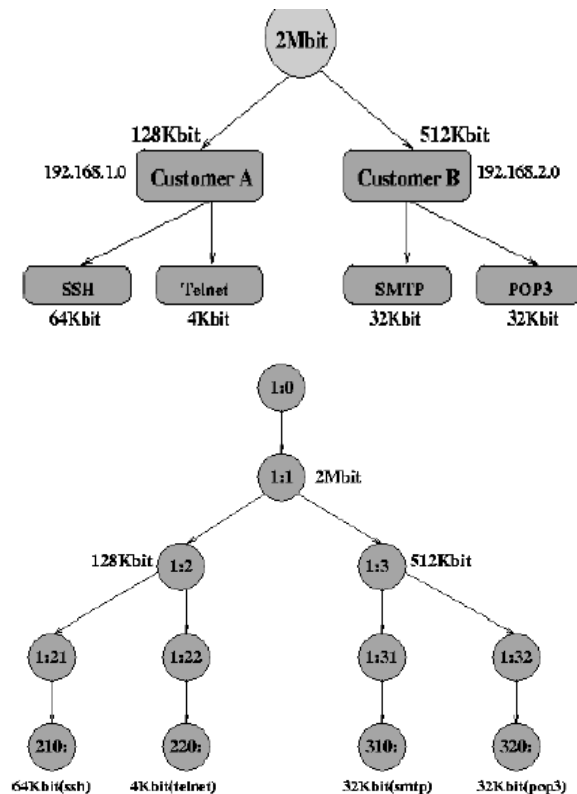 2Mbit
128Kbit 512Kbit
192.168.1.0 Customer A Customer B 192.168.2.0
SSH Telnet SMTP POP3
64Kbit 4Kbit 32Kbit 32Kbit
1:0
1:1 2Mbit
128Kbit 1:2 1:3 512Kbit
1:21 1:22 1:31 1:32
210: 220: 310: 320:
64Kbit(ssh) 4Kbit(telnet) 32Kbit(smtp) 32Kbit(pop3)